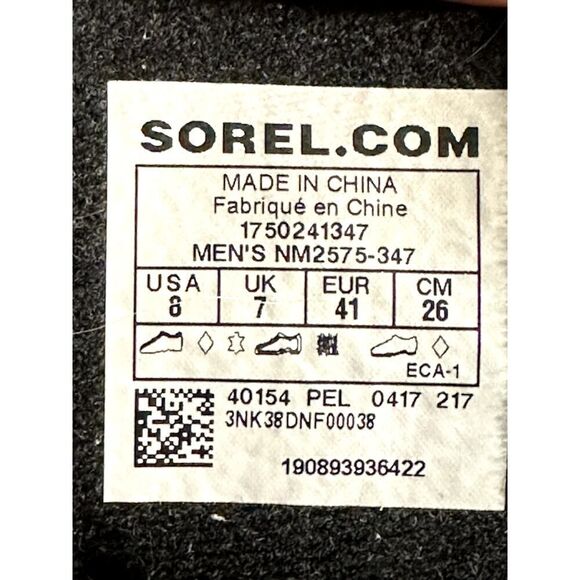 SOREL.COM
MADE IN CHINA
Fabriqué en Chine
1750241347
MEN'S NM2575-347
USA UK EUR CM
8 7 41 26
ECA-1
40154 PEL 0417 217
3NK38DNF00038
190893936422